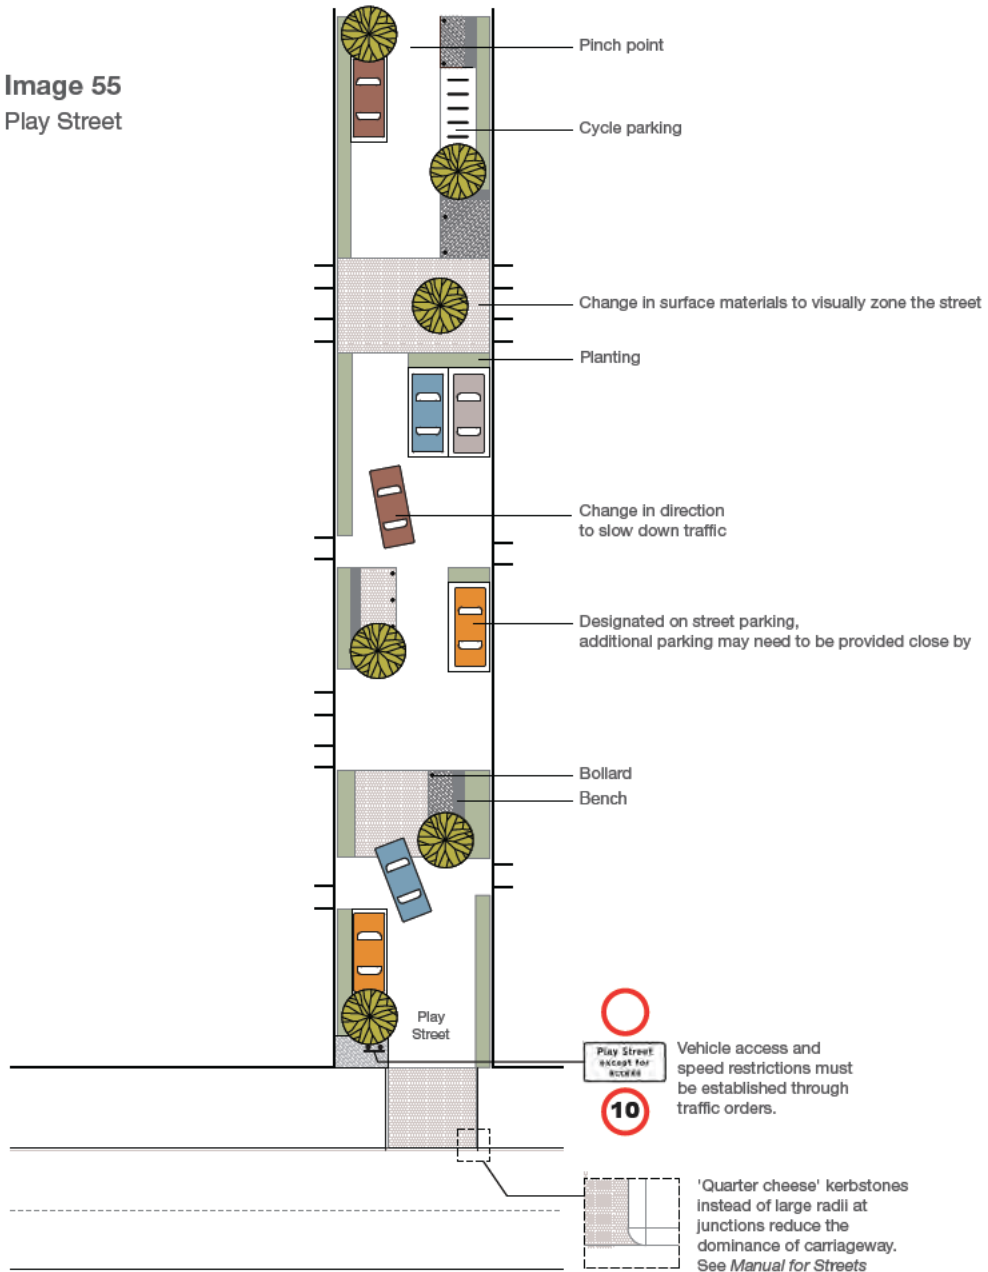 Image 55
Play Street
Pinch point
Cycle parking
Change in surface materials to visually zone the street
Planting
Change in direction
to slow down traffic
Designated on street parking,
additional parking may need to be provided close by
Bollard
Bench
Play
Street
Play Street
except for
access
10
Vehicle access and
speed restrictions must
be established through
traffic orders.
'Quarter cheese' kerbstones
instead of large radii at
junctions reduce the
dominance of carriageway.
See Manual for Streets